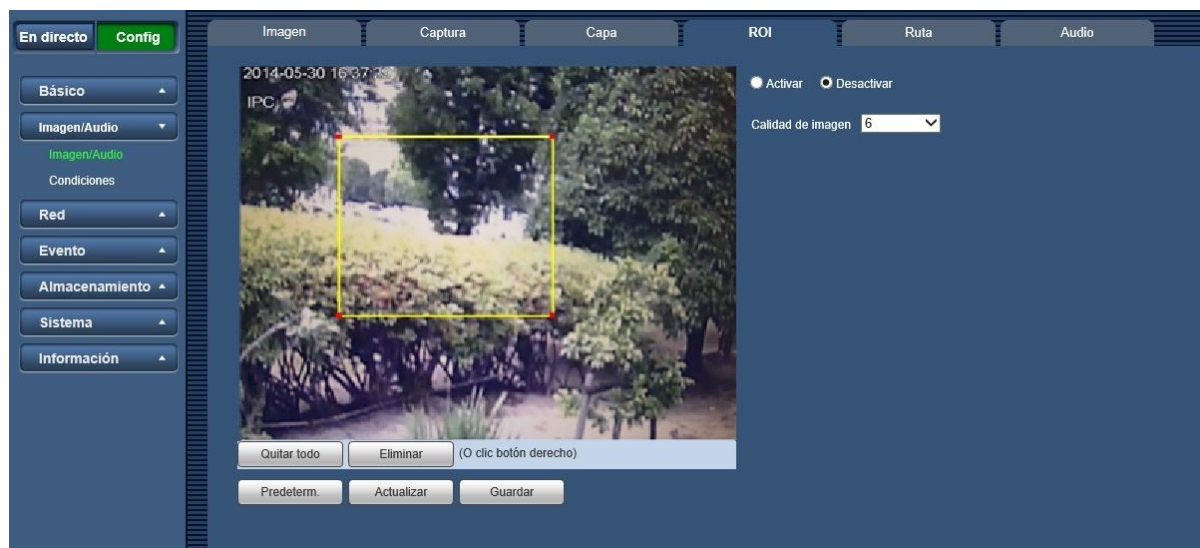 En directo Config
Imagen Captura Capa ROI Ruta Audio
Básico
Imagen/Audio
Imagen/Audio
Condiciones
Red
Evento
Almacenamiento
Sistema
Información
2014-05-30 16:37:
IPC
Activar Desactivar
Calidad de imagen 6
Quitar todo Eliminar (O clic botón derecho)
Predeterm. Actualizar Guardar